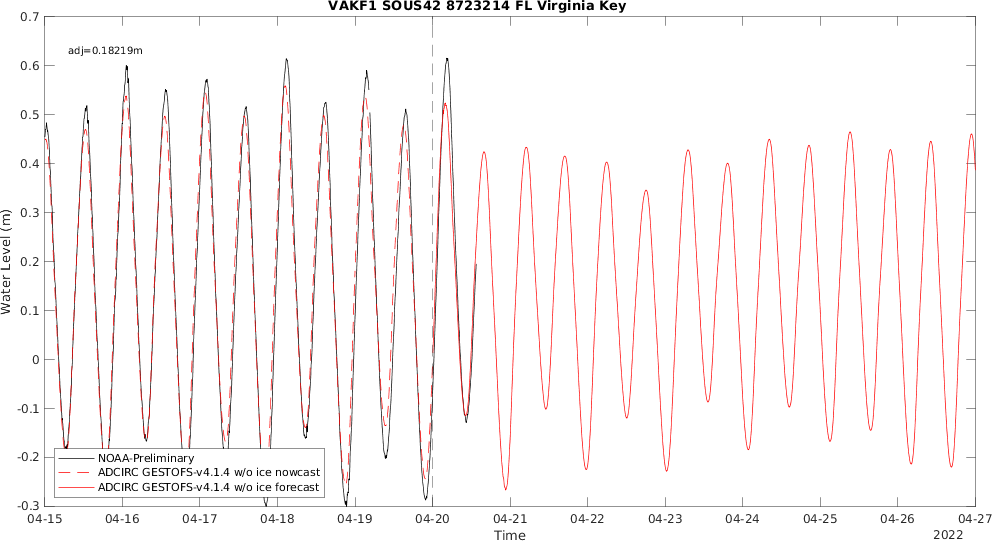 VAKF1 SOUS42 8723214 FL Virginia Key
adj=0.18219m
0.7
0.6
0.5
0.4
0.3
0.2
0.1
0
-0.1
-0.2
-0.3
Water Level (m)
NOAA-Preliminary
ADCIRC GESTOFS-v4.1.4 w/o ice nowcast
ADCIRC GESTOFS-v4.1.4 w/o ice forecast
04-15 04-16 04-17 04-18 04-19 04-20 04-21 04-22 04-23 04-24 04-25 04-26 04-27
Time
2022